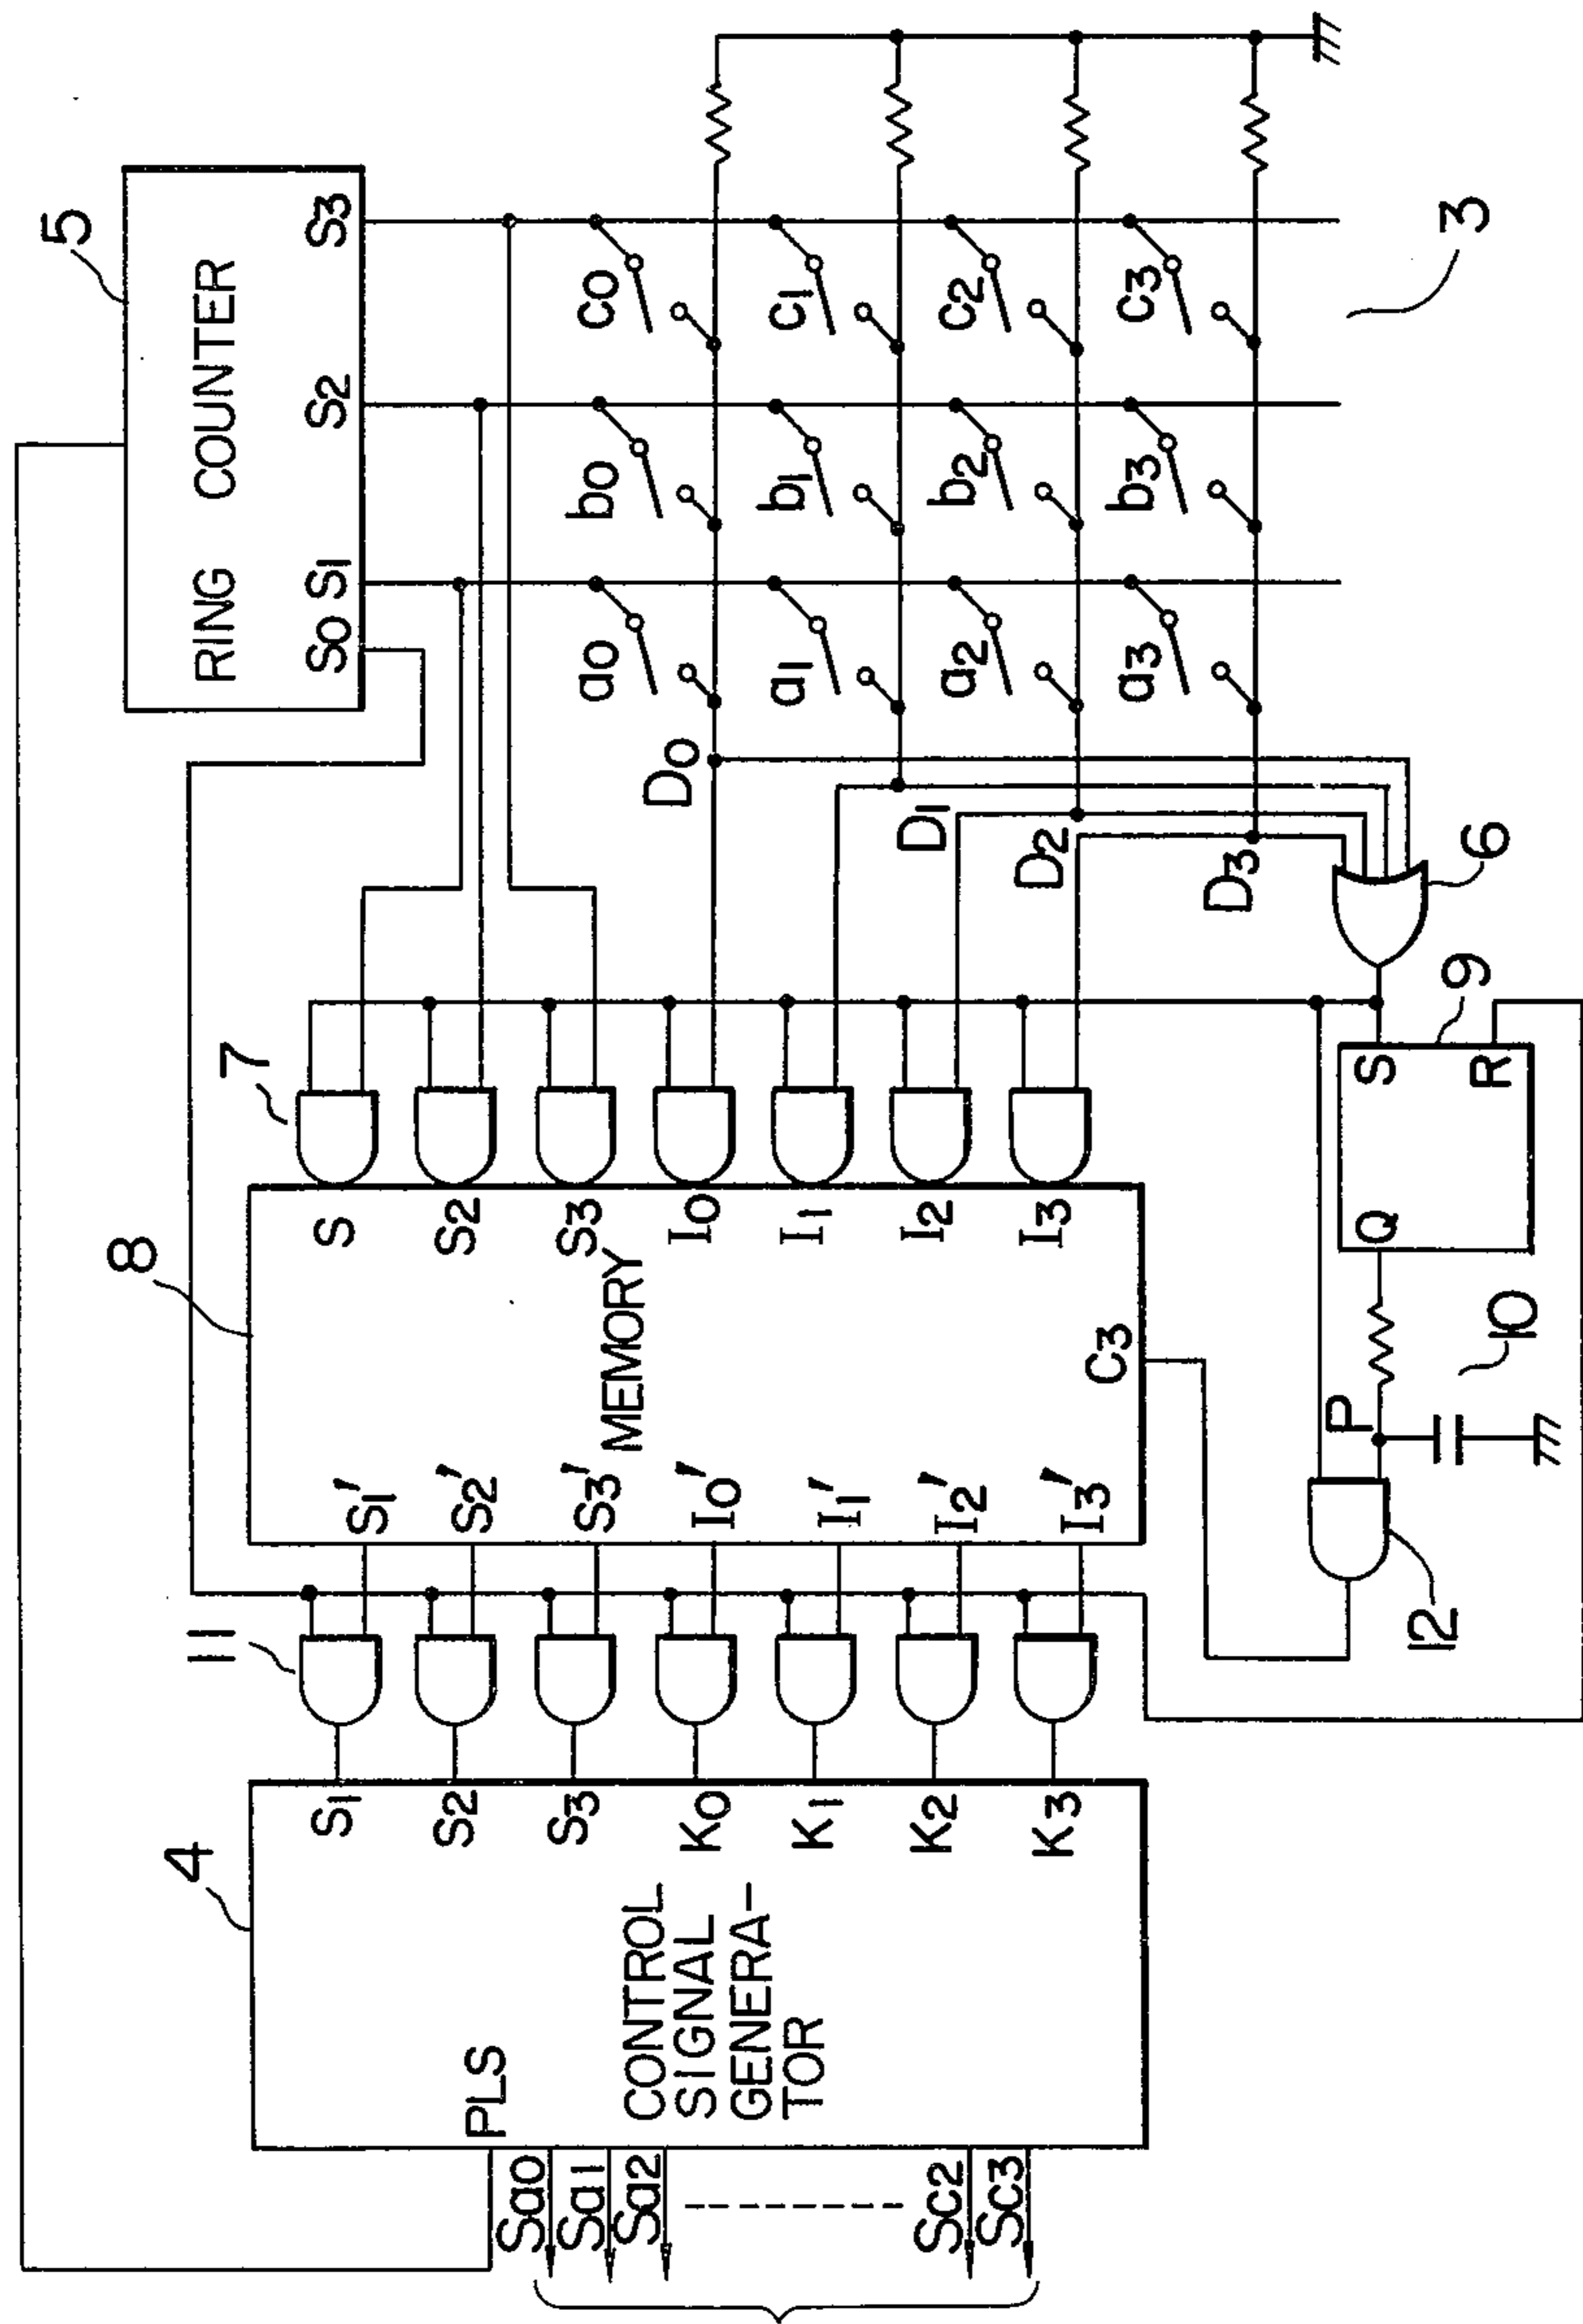 5
RING COUNTER
S0 S1 S2 S3
a0 b0 c0
a1 b1 c1
a2 b2 c2
a3 b3 c3
3
D0
D1
D2
D3
6
7
8
S
S2
S3
I0
I1
I2
I3
MEMORY
C3
S1'
S2'
S3'
I0'
I1'
I2'
I3'
9
S
R
Q
10
P
12
11
4
S1
S2
S3
K0
K1
K2
K3
CONTROL
SIGNAL
GENERA-
TOR
PLS
Sa0
Sa1
Sa2
Sc2
Sc3